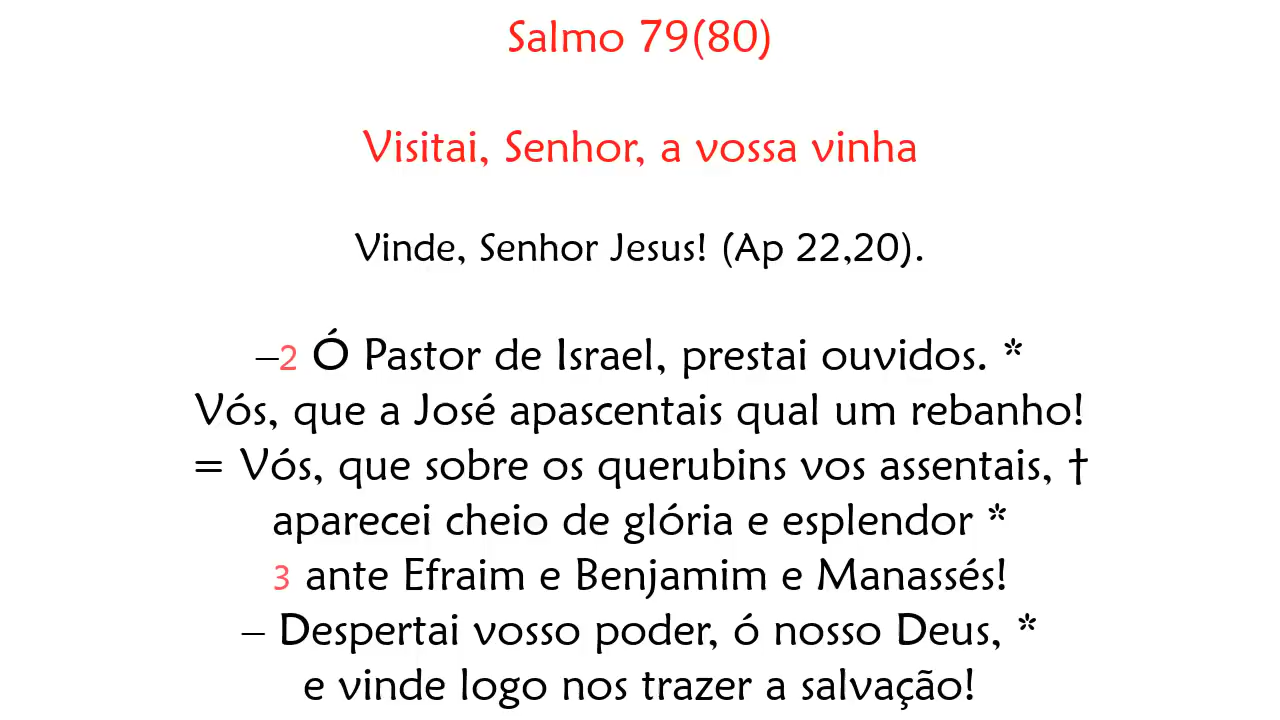 Salmo 79(80)
Visitai, Senhor, a vossa vinha
Vinde, Senhor Jesus! (Ap 22,20).
–2 Ó Pastor de Israel, prestai ouvidos. *
Vós, que a José apascentais qual um rebanho!
= Vós, que sobre os querubins vos assentais, †
aparecei cheio de glória e esplendor *
3 ante Efraim e Benjamim e Manassés!
– Despertai vosso poder, ó nosso Deus, *
e vinde logo nos trazer a salvação!